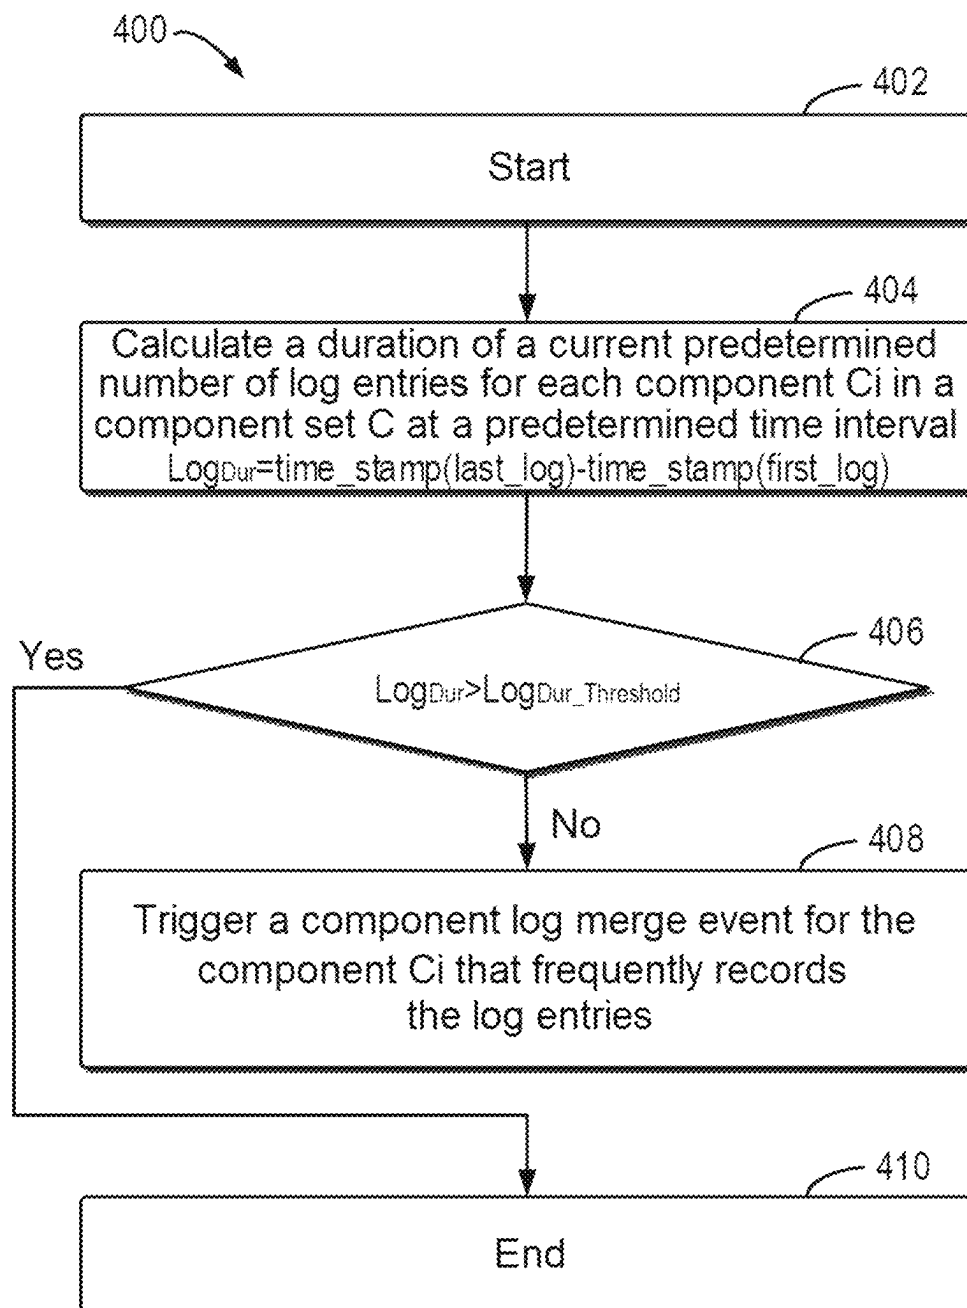 400
402
Start
404
Calculate a duration of a current predetermined
number of log entries for each component Ci in a
component set C at a predetermined time interval
LogDur=time_stamp(last_log)-time_stamp(first_log)
406
Yes
LogDur>LogDur_Threshold
No
408
Trigger a component log merge event for the
component Ci that frequently records
the log entries
410
End